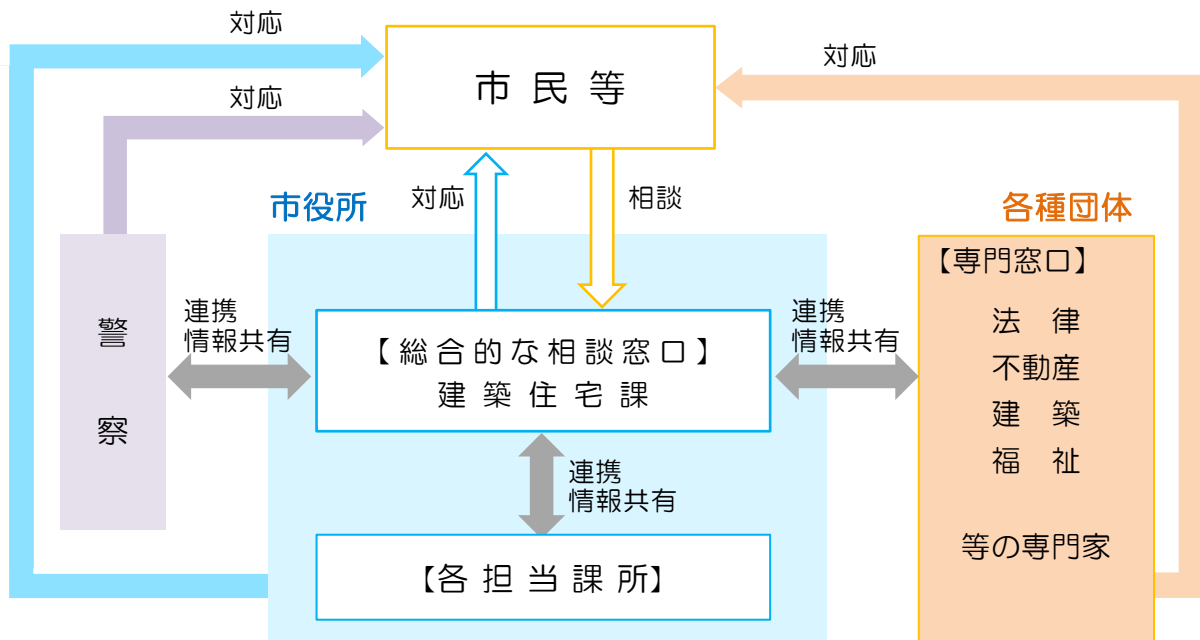 対応
市民等
対応
対応
対応
相談
市役所
各種団体
警
察
連携
情報共有
【総合的な相談窓口】
建築住宅課
連携
情報共有
【専門窓口】
法　律
不動産
建　築
福　祉
等の専門家
連携
情報共有
【各担当課所】